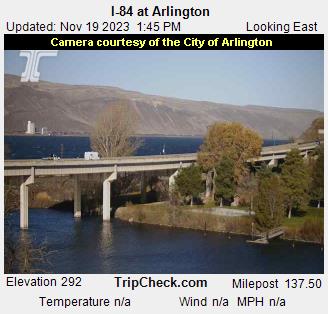 I-84 at Arlington
Updated: Nov 19 2023 1:45 PM Looking East
Camera courtesy of the City of Arlington
Elevation 292 TripCheck.com Milepost 137.50
Temperature n/a Wind n/a MPH n/a